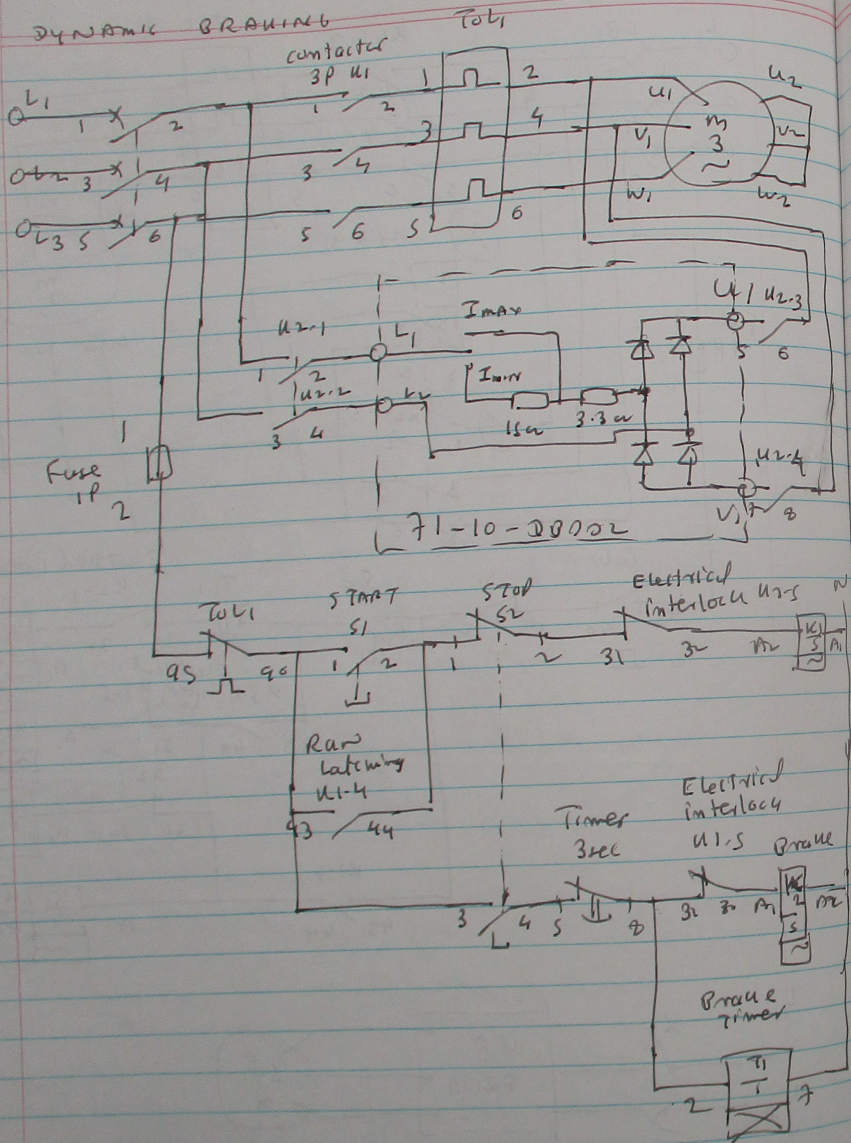 DYNAMIC BRAKING
TOL1
contactor
3P K1
L1 1 2 1 2 1 2 U1 U2
L2 3 4 3 4 3 4 V1 M 3 ~ V2
L3 5 6 5 6 5 6 W1 W2
K2-1 L1 Imax U1 K2-3
1 2 5 6
K2-2 L2 Imin
3 4 15Ω 3.3Ω
K2-4
V1 7 8
71-10-DB002
1
Fuse
1P
2
TOL1 START STOP Electrical
S1 S2 interlock K2-5 N
95 96 1 2 1 2 31 32 A2 K1 A1
5
~
Run
Latching
K1-4
43 44
Timer
3sec
Electrical
interlock
K1-5
Brake
3 4 5 8 32 A1 K A2
2
5
~
Brake
Timer
T1
2 7